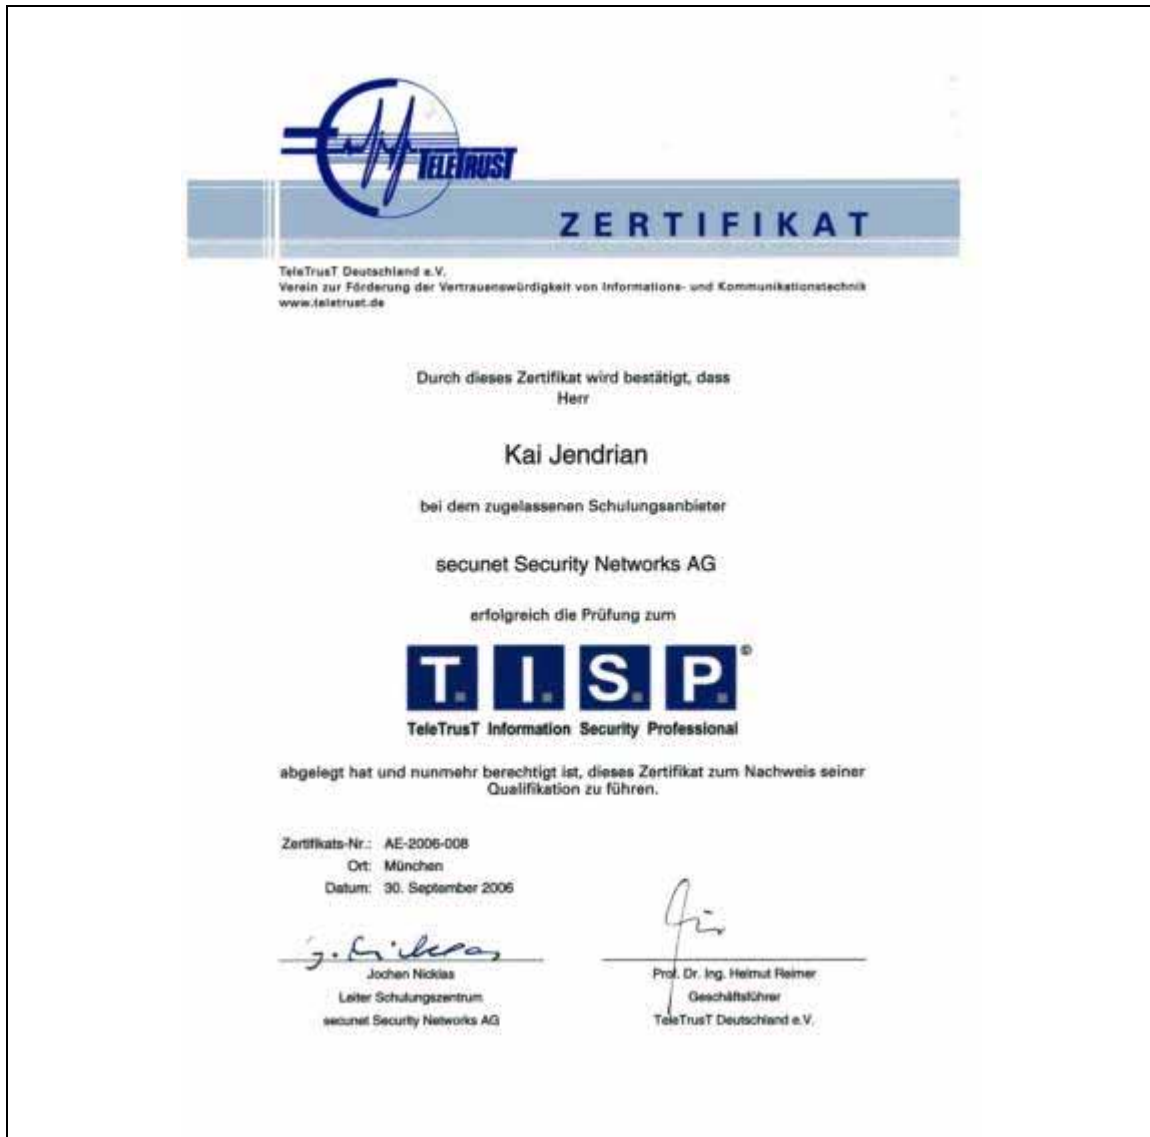 TELETRUST
ZERTIFIKAT
TeleTrusT Deutschland e.V.
Verein zur Förderung der Vertrauenswürdigkeit von Informations- und Kommunikationstechnik
www.teletrust.de
Durch dieses Zertifikat wird bestätigt, dass
Herr
Kai Jendrian
bei dem zugelassenen Schulungsanbieter
secunet Security Networks AG
erfolgreich die Prüfung zum
T. I. S. P. ©
TeleTrusT Information Security Professional
abgelegt hat und nunmehr berechtigt ist, dieses Zertifikat zum Nachweis seiner
Qualifikation zu führen.
Zertifikats-Nr.: AE-2006-008
Ort: München
Datum: 30. September 2006
J. Nicklas
Jochen Nicklas
Leiter Schulungszentrum
secunet Security Networks AG
Prof. Dr. Ing. Helmut Reimer
Geschäftsführer
TeleTrusT Deutschland e.V.